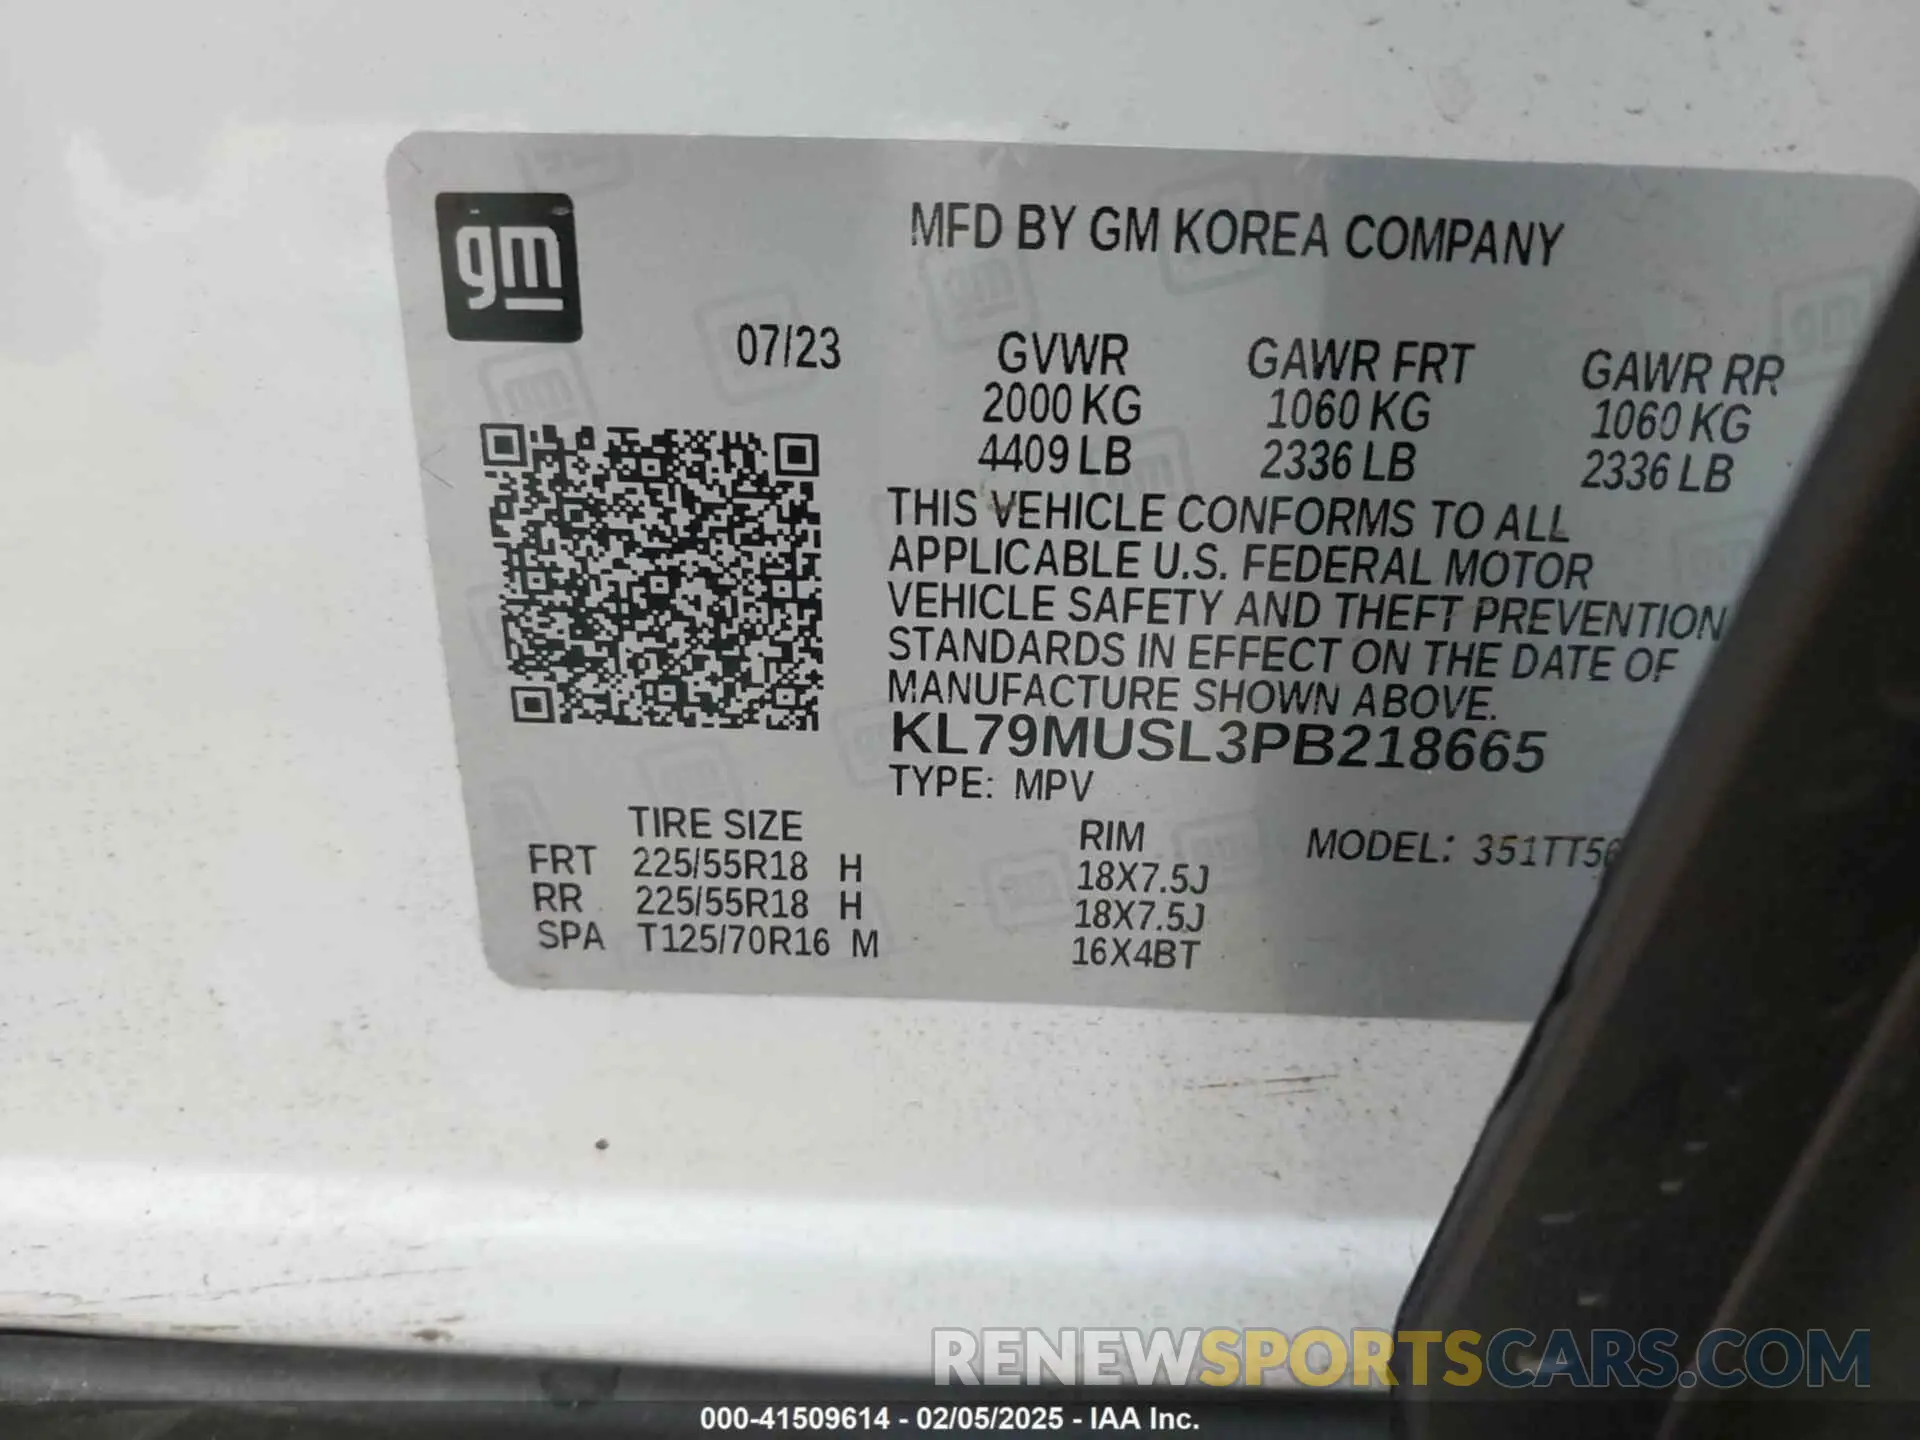 gm
MFD BY GM KOREA COMPANY
07/23 GVWR GAWR FRT GAWR RR
2000 KG 1060 KG 1060 KG
4409 LB 2336 LB 2336 LB
THIS VEHICLE CONFORMS TO ALL
APPLICABLE U.S. FEDERAL MOTOR
VEHICLE SAFETY AND THEFT PREVENTION
STANDARDS IN EFFECT ON THE DATE OF
MANUFACTURE SHOWN ABOVE.
KL79MUSL3PB218665
TYPE: MPV
TIRE SIZE RIM MODEL:
FRT 225/55R18 H 18X7.5J
RR 225/55R18 H 18X7.5J
SPA T125/70R16 M 16X4BT
RENEWSPORTSCARS.COM
000-41509614 - 02/05/2025 - IAA Inc.